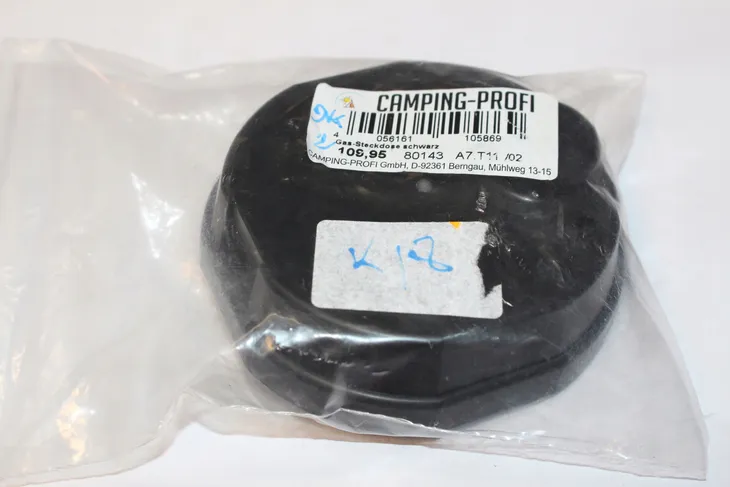 CAMPING-PROFI
4 056161 105869
Gas-Steckdose schwarz
109,95 80143 A7.T11 /02
CAMPING-PROFI GmbH, D-92361 Berngau, Mühlweg 13-15